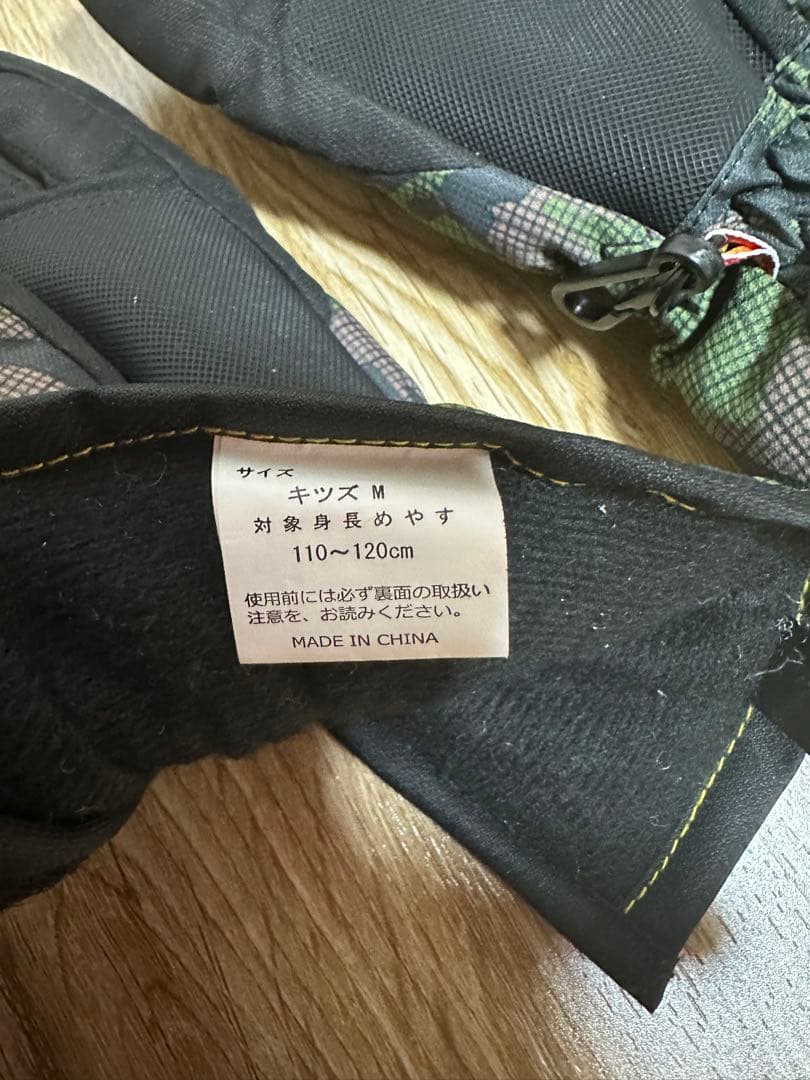 サイズ
キツズ M
対象身長めやす
110～120cm
使用前には必ず裏面の取扱い
注意を、お読みください。
MADE IN CHINA